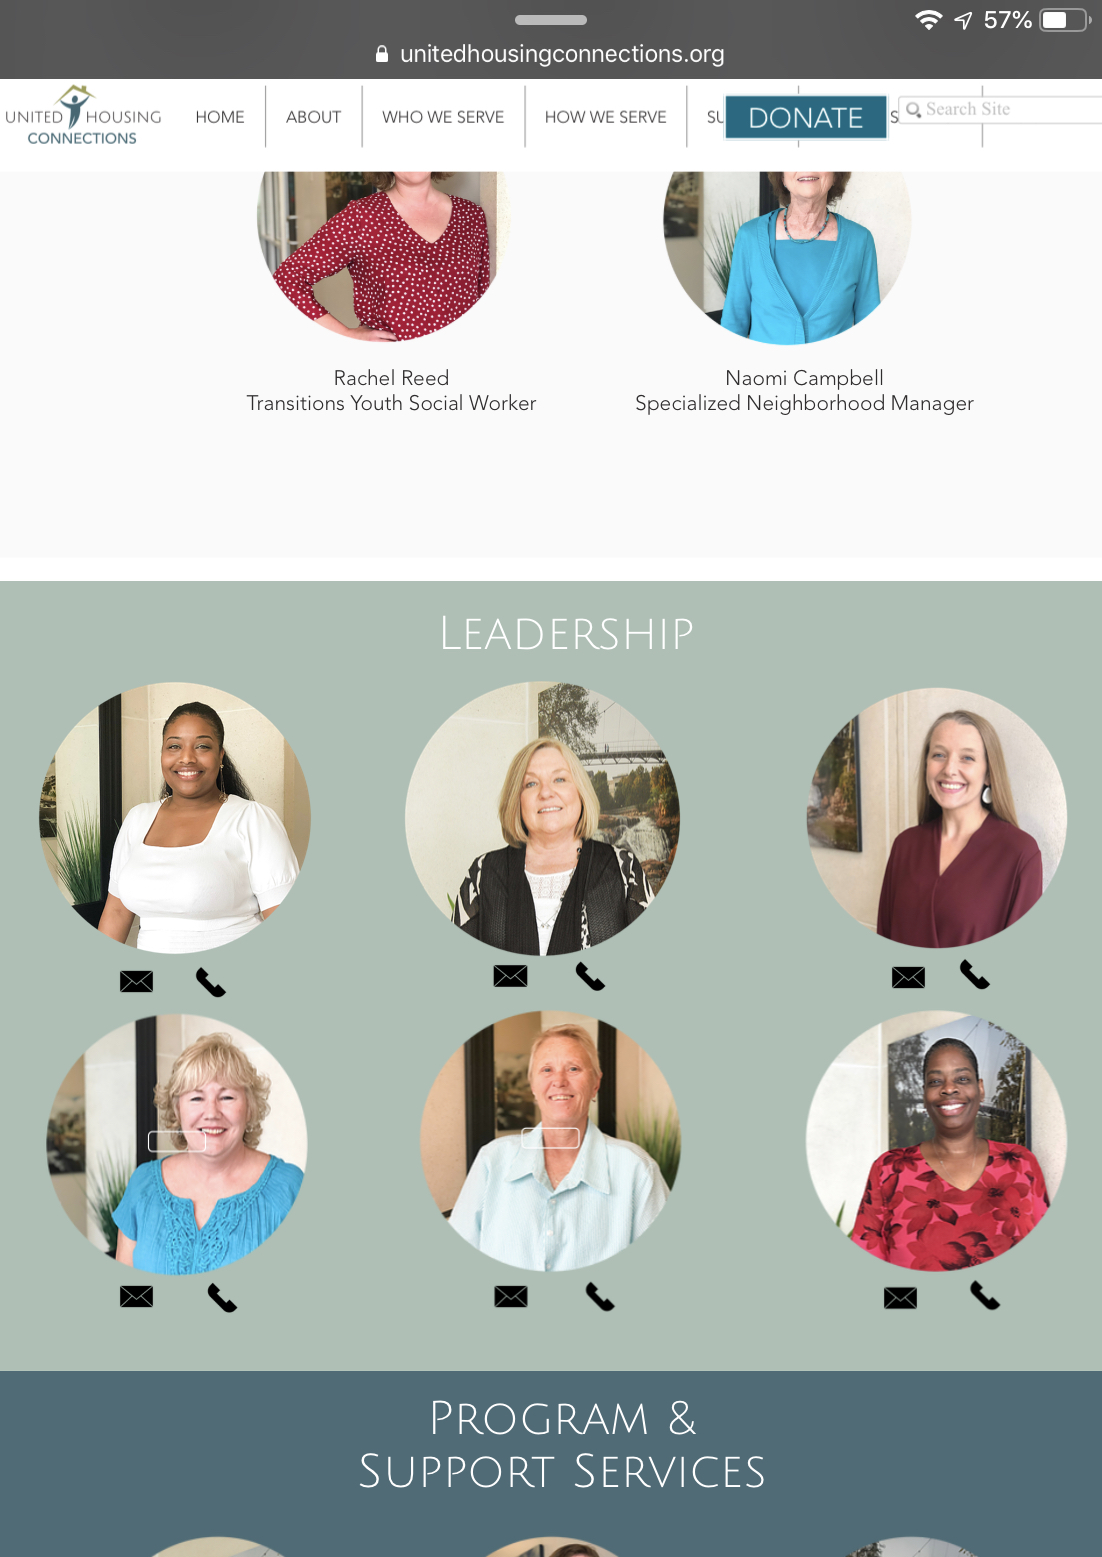 57%
unitedhousingconnections.org
UNITED HOUSING
CONNECTIONS
HOME
ABOUT
WHO WE SERVE
HOW WE SERVE
DONATE
Search Site
Rachel Reed
Transitions Youth Social Worker
Naomi Campbell
Specialized Neighborhood Manager
LEADERSHIP
PROGRAM &
SUPPORT SERVICES